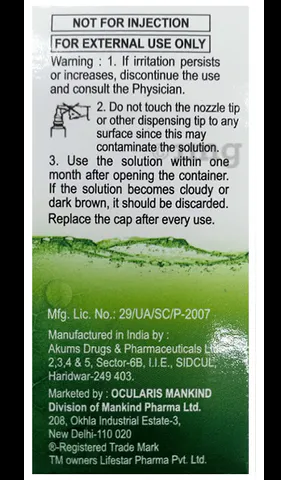 NOT FOR INJECTION
FOR EXTERNAL USE ONLY
Warning : 1. If irritation persists
or increases, discontinue the use
and consult the Physician.
2. Do not touch the nozzle tip
or other dispensing tip to any
surface since this may
contaminate the solution.
3. Use the solution within one
month after opening the container.
If the solution becomes cloudy or
dark brown, it should be discarded.
Replace the cap after every use.
Mfg. Lic. No.: 29/UA/SC/P-2007
Manufactured in India by :
Akums Drugs & Pharmaceuticals
2,3,4 & 5, Sector-6B, I.I.E., SIDCUL,
Haridwar-249 403.
Marketed by : OCULARIS MANKIND
Division of Mankind Pharma Ltd.
208, Okhla Industrial Estate-3,
New Delhi-110 020
®-Registered Trade Mark
TM owners Lifestar Pharma Pvt. Ltd.